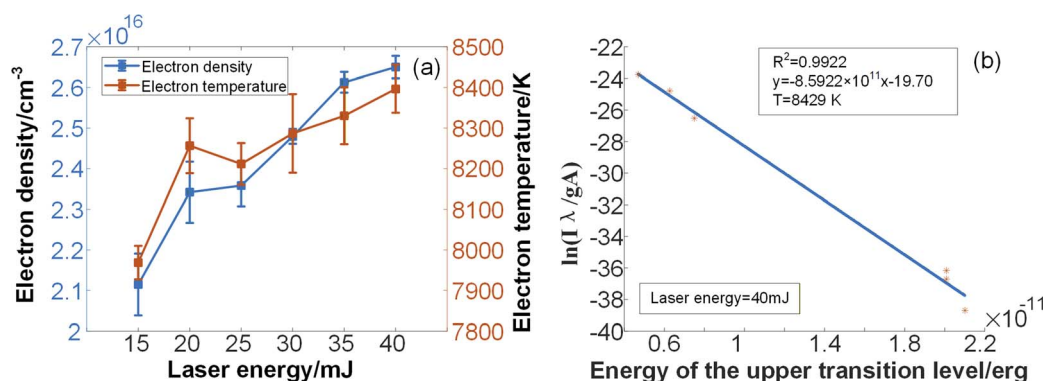 ×10¹⁶
2.7
2.6
2.5
2.4
2.3
2.2
2.1
2
Electron density/cm⁻³
Electron density
Electron temperature
(a)
8500
8400
8300
8200
8100
8000
7900
7800
Electron temperature/K
15 20 25 30 35 40
Laser energy/mJ
-22
-24
-26
-28
-30
-32
-34
-36
-38
-40
ln(I λ /gA)
R²=0.9922
y=-8.5922×10¹¹x-19.70
T=8429 K
(b)
Laser energy=40mJ
×10⁻¹¹
0.6 1 1.4 1.8 2.2
Energy of the upper transition level/erg